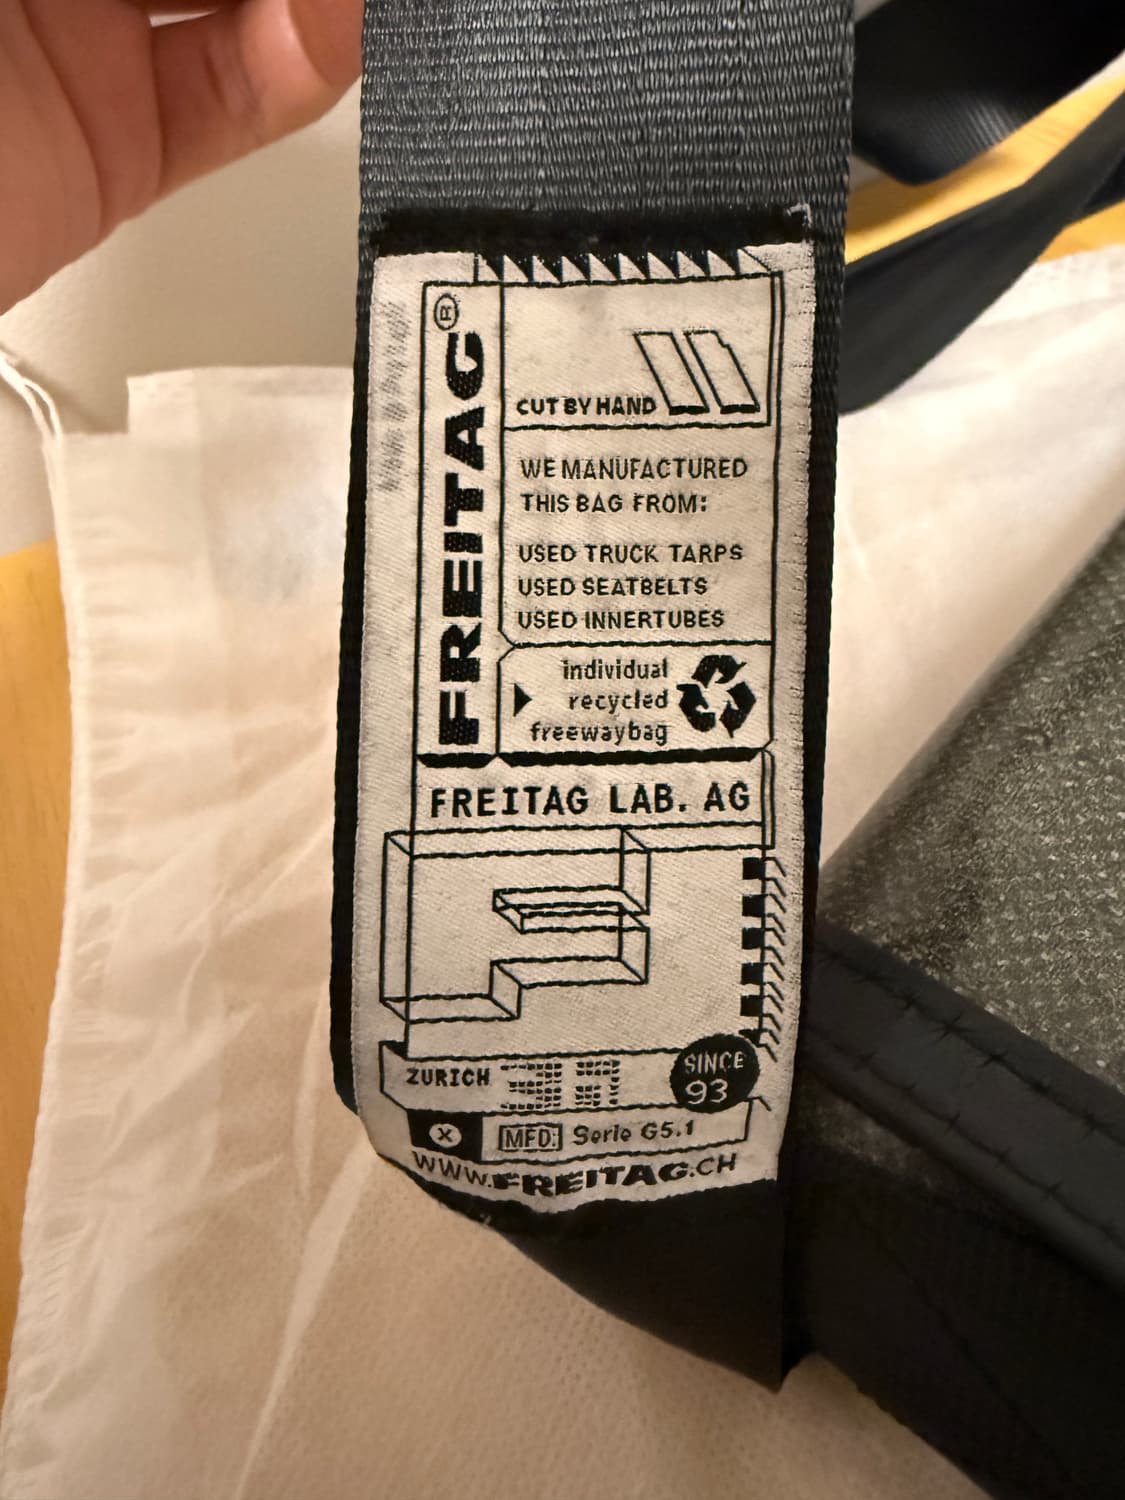 FREITAG®
CUT BY HAND
WE MANUFACTURED
THIS BAG FROM:
USED TRUCK TARPS
USED SEATBELTS
USED INNERTUBES
individual
recycled
freewaybag
FREITAG LAB. AG
F
ZURICH
SINCE
93
X
MFD: Serie G5.1
WWW.FREITAG.CH